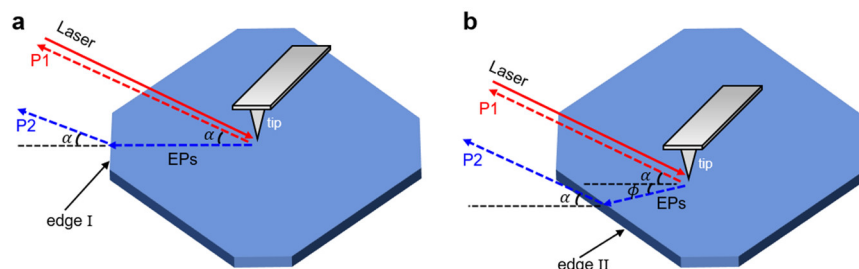 a
Laser
P1
P2
α
α
tip
EPs
edge I
b
Laser
P1
P2
α
ϕ
α
tip
EPs
edge II